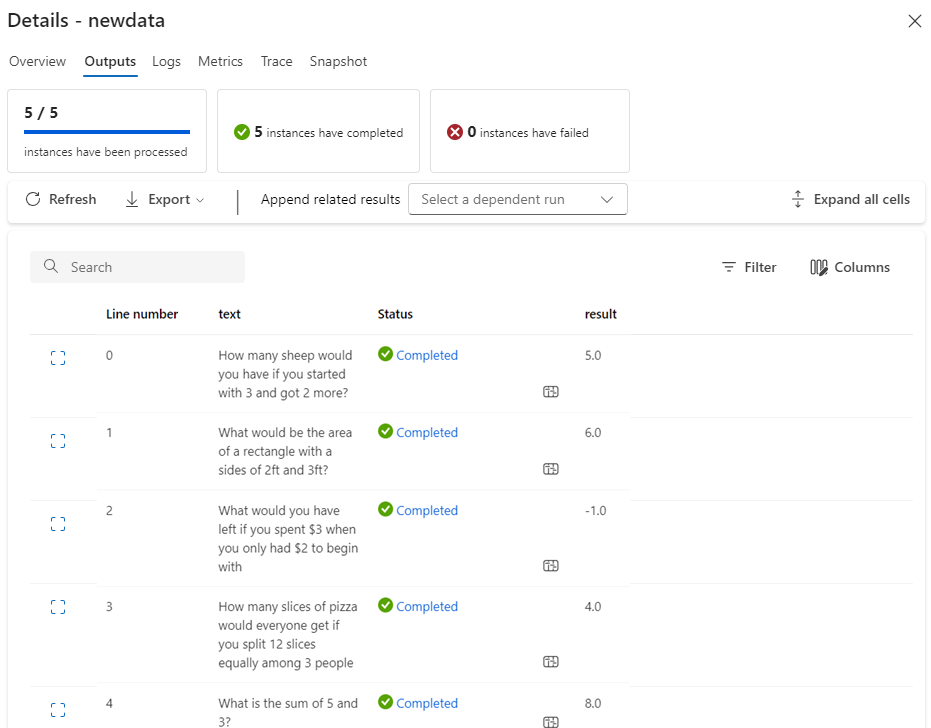 Details - newdata
Overview Outputs Logs Metrics Trace Snapshot
5 / 5
instances have been processed
5 instances have completed
0 instances have failed
Refresh Export Append related results Select a dependent run Expand all cells
Search Filter Columns
Line number text Status result
0 How many sheep would Completed 5.0
you have if you started
with 3 and got 2 more?
1 What would be the area Completed 6.0
of a rectangle with a
sides of 2ft and 3ft?
2 What would you have Completed -1.0
left if you spent $3 when
you only had $2 to begin
with
3 How many slices of pizza Completed 4.0
would everyone get if
you split 12 slices
equally among 3 people
4 What is the sum of 5 and Completed 8.0
3?